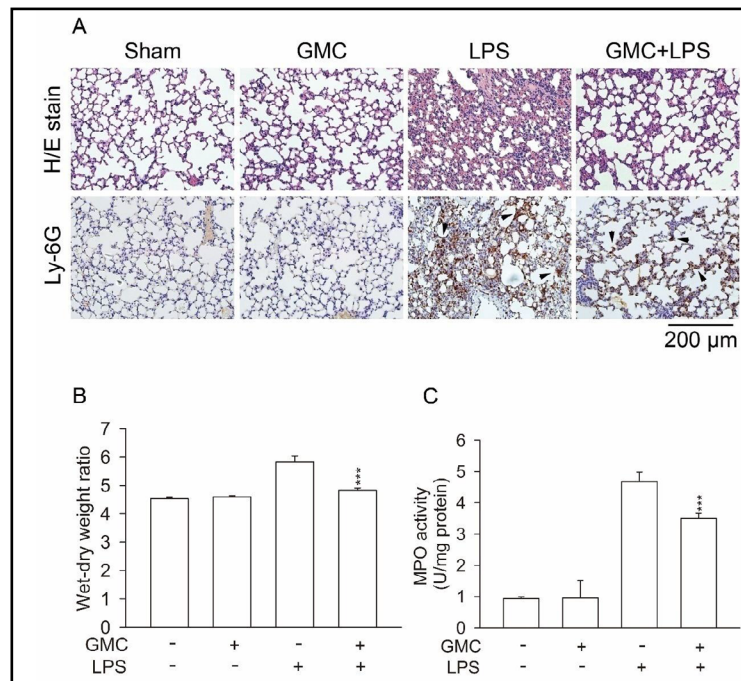 A
Sham GMC LPS GMC+LPS
H/E stain
Ly-6G
200 µm
B
Wet-dry weight ratio
7
6
5
4
3
2
1
0
***
GMC - + - +
LPS - - + +
C
MPO activity
(U/mg protein)
6
5
4
3
2
1
0
***
GMC - + - +
LPS - - + +